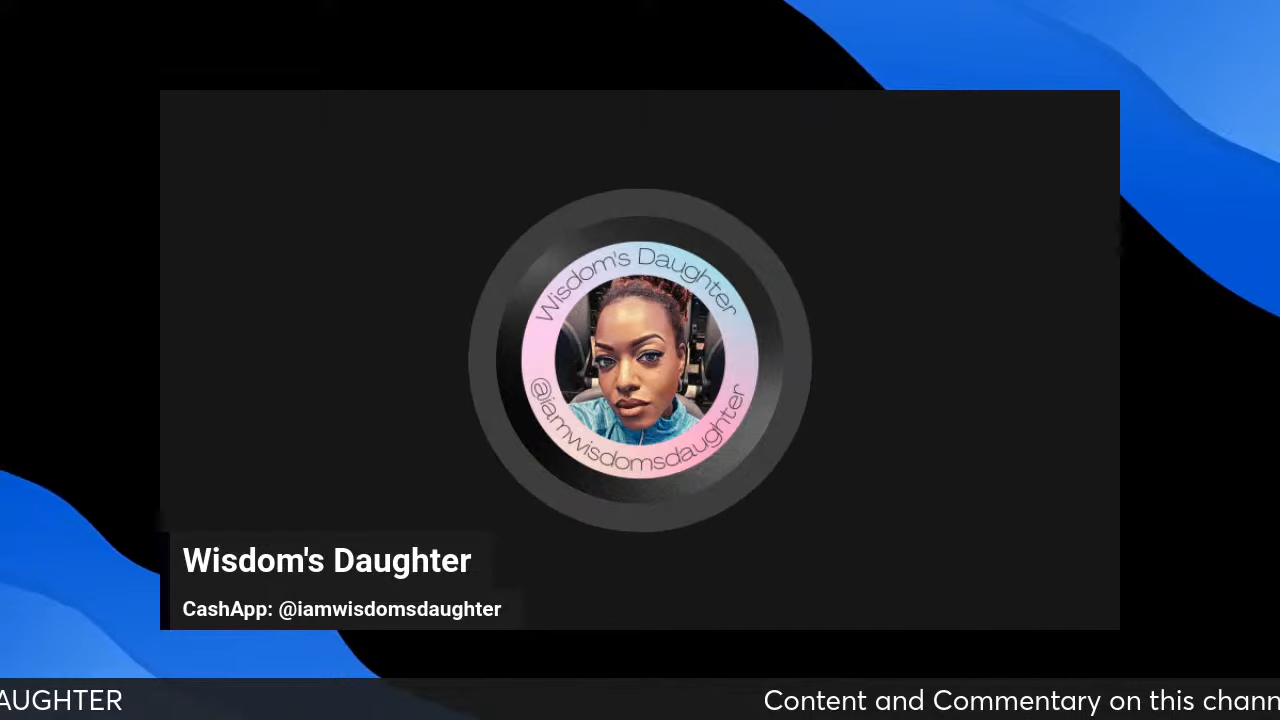 Wisdom's Daughter
@iamwisdomsdaughter
Wisdom's Daughter
CashApp: @iamwisdomsdaughter
AUGHTER Content and Commentary on this chann